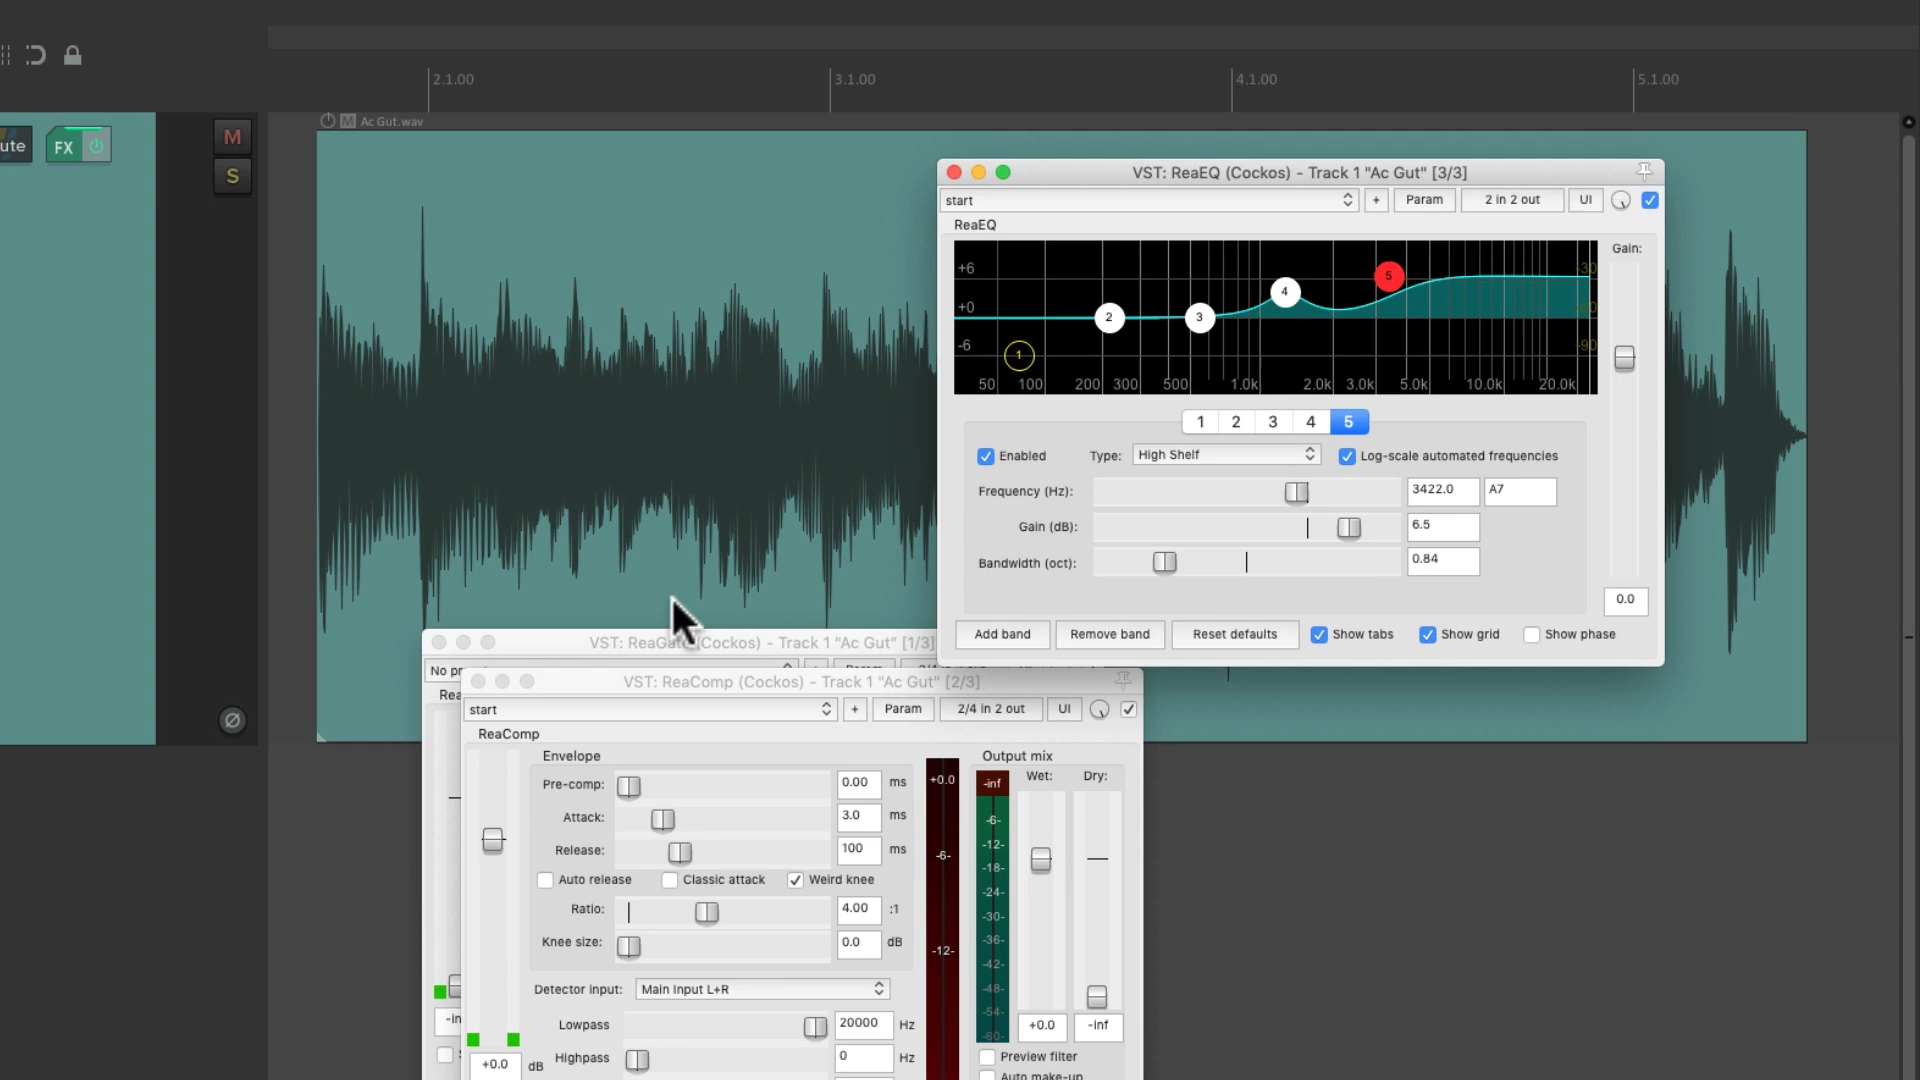 2.1.00 3.1.00 4.1.00 5.1.00
M Ac Gut.wav
ute FX M
S
VST: ReaEQ (Cockos) - Track 1 "Ac Gut" [3/3]
start + Param 2 in 2 out UI
ReaEQ
Gain:
+6
+0
-6
-30
-90
1 2 3 4 5
50 100 200 300 500 1.0k 2.0k 3.0k 5.0k 10.0k 20.0k
1 2 3 4 5
Enabled Type: High Shelf Log-scale automated frequencies
Frequency (Hz): 3422.0 A7
Gain (dB): 6.5
Bandwidth (oct): 0.84
0.0
Add band Remove band Reset defaults Show tabs Show grid Show phase
VST: ReaGate (Cockos) - Track 1 "Ac Gut" [1/3]
VST: ReaComp (Cockos) - Track 1 "Ac Gut" [2/3]
start + Param 2/4 in 2 out UI
ReaComp
Envelope Output mix
Pre-comp: 0.00 ms
Attack: 3.0 ms
Release: 100 ms
Auto release Classic attack Weird knee
Ratio: 4.00 :1
Knee size: 0.0 dB
Detector input: Main Input L+R
Lowpass 20000 Hz
Highpass 0 Hz
+0.0 dB
+0.0
-6-
-12-
Wet: Dry:
-inf
-6-
-12-
-18-
-24-
-30-
-36-
-42-
-48-
-54-
-60-
+0.0 -inf
Preview filter
Auto make-up